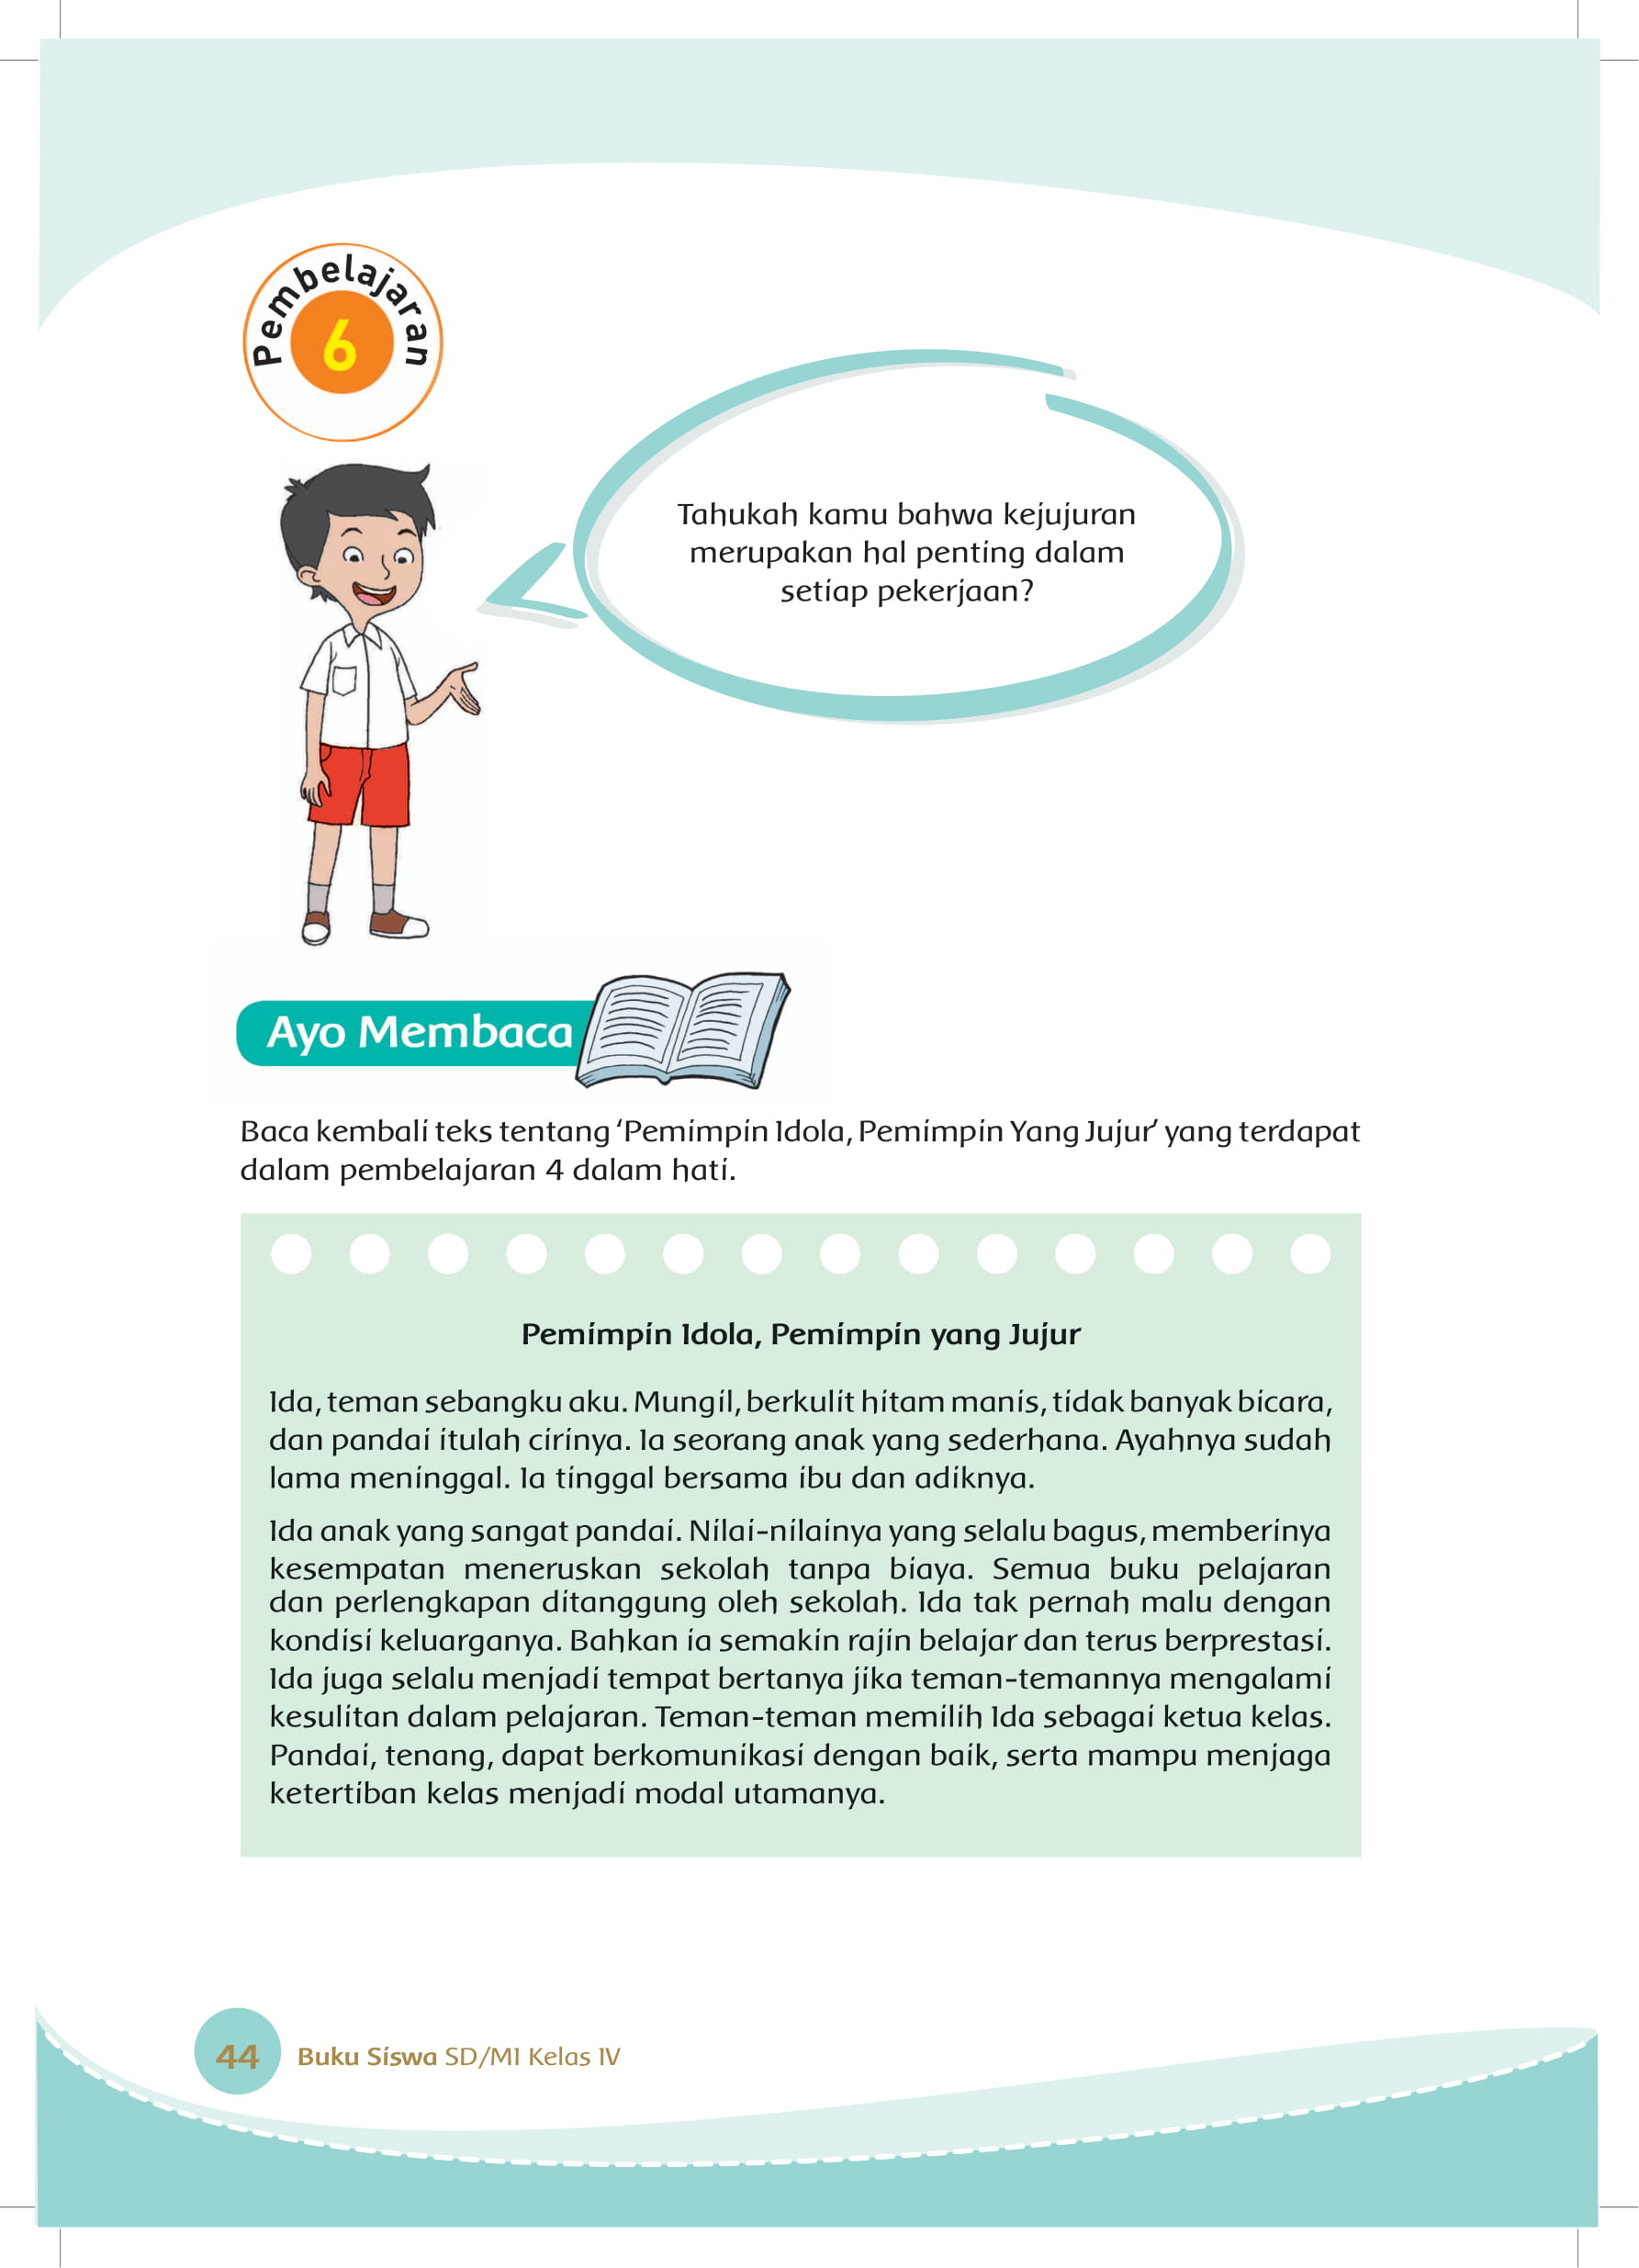 Pembelajaran
6
Tahukah kamu bahwa kejujuran
merupakan hal penting dalam
setiap pekerjaan?
Ayo Membaca
Baca kembali teks tentang ‘Pemimpin Idola, Pemimpin Yang Jujur’ yang terdapat
dalam pembelajaran 4 dalam hati.
Pemimpin Idola, Pemimpin yang Jujur
Ida, teman sebangku aku. Mungil, berkulit hitam manis, tidak banyak bicara,
dan pandai itulah cirinya. Ia seorang anak yang sederhana. Ayahnya sudah
lama meninggal. Ia tinggal bersama ibu dan adiknya.
Ida anak yang sangat pandai. Nilai-nilainya yang selalu bagus, memberinya
kesempatan meneruskan sekolah tanpa biaya. Semua buku pelajaran
dan perlengkapan ditanggung oleh sekolah. Ida tak pernah malu dengan
kondisi keluarganya. Bahkan ia semakin rajin belajar dan terus berprestasi.
Ida juga selalu menjadi tempat bertanya jika teman-temannya mengalami
kesulitan dalam pelajaran. Teman-teman memilih Ida sebagai ketua kelas.
Pandai, tenang, dapat berkomunikasi dengan baik, serta mampu menjaga
ketertiban kelas menjadi modal utamanya.
44 Buku Siswa SD/MI Kelas IV